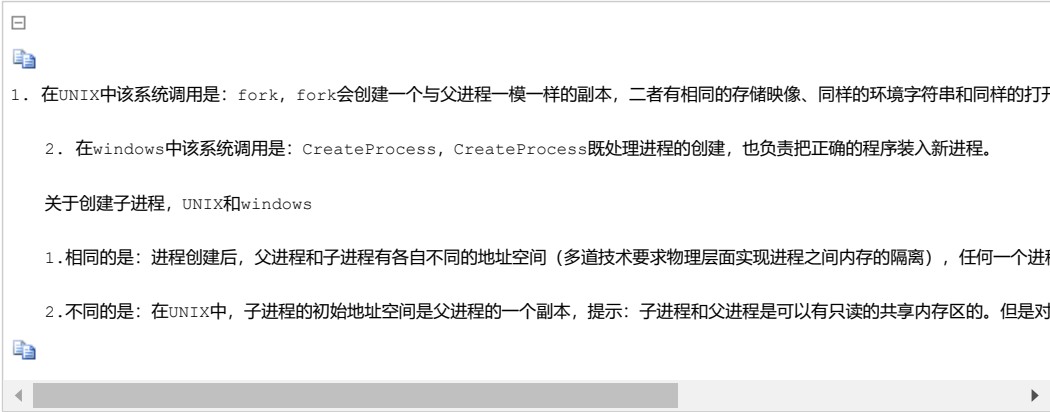 1. 在UNIX中该系统调用是：fork，fork会创建一个与父进程一模一样的副本，二者有相同的存储映像、同样的环境字符串和同样的打开
2. 在windows中该系统调用是：CreateProcess，CreateProcess既处理进程的创建，也负责把正确的程序装入新进程。
关于创建子进程，UNIX和windows
1.相同的是：进程创建后，父进程和子进程有各自不同的地址空间（多道技术要求物理层面实现进程之间内存的隔离），任何一个进程
2.不同的是：在UNIX中，子进程的初始地址空间是父进程的一个副本，提示：子进程和父进程是可以有只读的共享内存区的。但是对